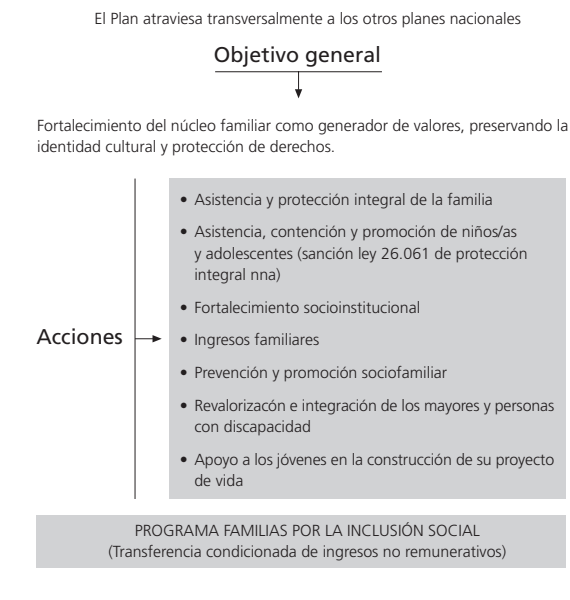 El Plan atraviesa transversalmente a los otros planes nacionales
Objetivo general
Fortalecimiento del núcleo familiar como generador de valores, preservando la
identidad cultural y protección de derechos.
Acciones
• Asistencia y protección integral de la familia
• Asistencia, contención y promoción de niños/as
y adolescentes (sanción ley 26.061 de protección
integral nna)
• Fortalecimiento socioinstitucional
• Ingresos familiares
• Prevención y promoción sociofamiliar
• Revalorizacón e integración de los mayores y personas
con discapacidad
• Apoyo a los jóvenes en la construcción de su proyecto
de vida
PROGRAMA FAMILIAS POR LA INCLUSIÓN SOCIAL
(Transferencia condicionada de ingresos no remunerativos)